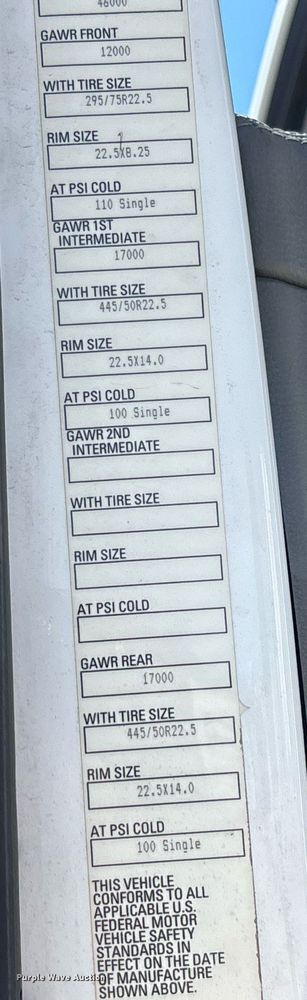 46000
GAWR FRONT
12000
WITH TIRE SIZE
295/75R22.5
RIM SIZE
22.5X8.25
AT PSI COLD
110 Single
GAWR 1ST
INTERMEDIATE
17000
WITH TIRE SIZE
445/50R22.5
RIM SIZE
22.5X14.0
AT PSI COLD
100 Single
GAWR 2ND
INTERMEDIATE
WITH TIRE SIZE
RIM SIZE
AT PSI COLD
GAWR REAR
17000
WITH TIRE SIZE
445/50R22.5
RIM SIZE
22.5X14.0
AT PSI COLD
100 Single
THIS VEHICLE
CONFORMS TO ALL
APPLICABLE U.S.
FEDERAL MOTOR
VEHICLE SAFETY
STANDARDS IN
EFFECT ON THE DATE
OF MANUFACTURE
SHOWN ABOVE.
Purple Wave Auction